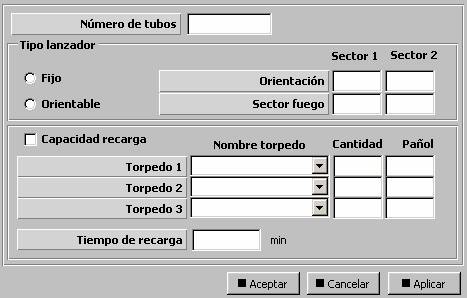 Número de tubos
Tipo lanzador
Sector 1 Sector 2
Fijo Orientación
Orientable Sector fuego
Capacidad recarga Nombre torpedo Cantidad Pañol
Torpedo 1
Torpedo 2
Torpedo 3
Tiempo de recarga min
Aceptar Cancelar Aplicar